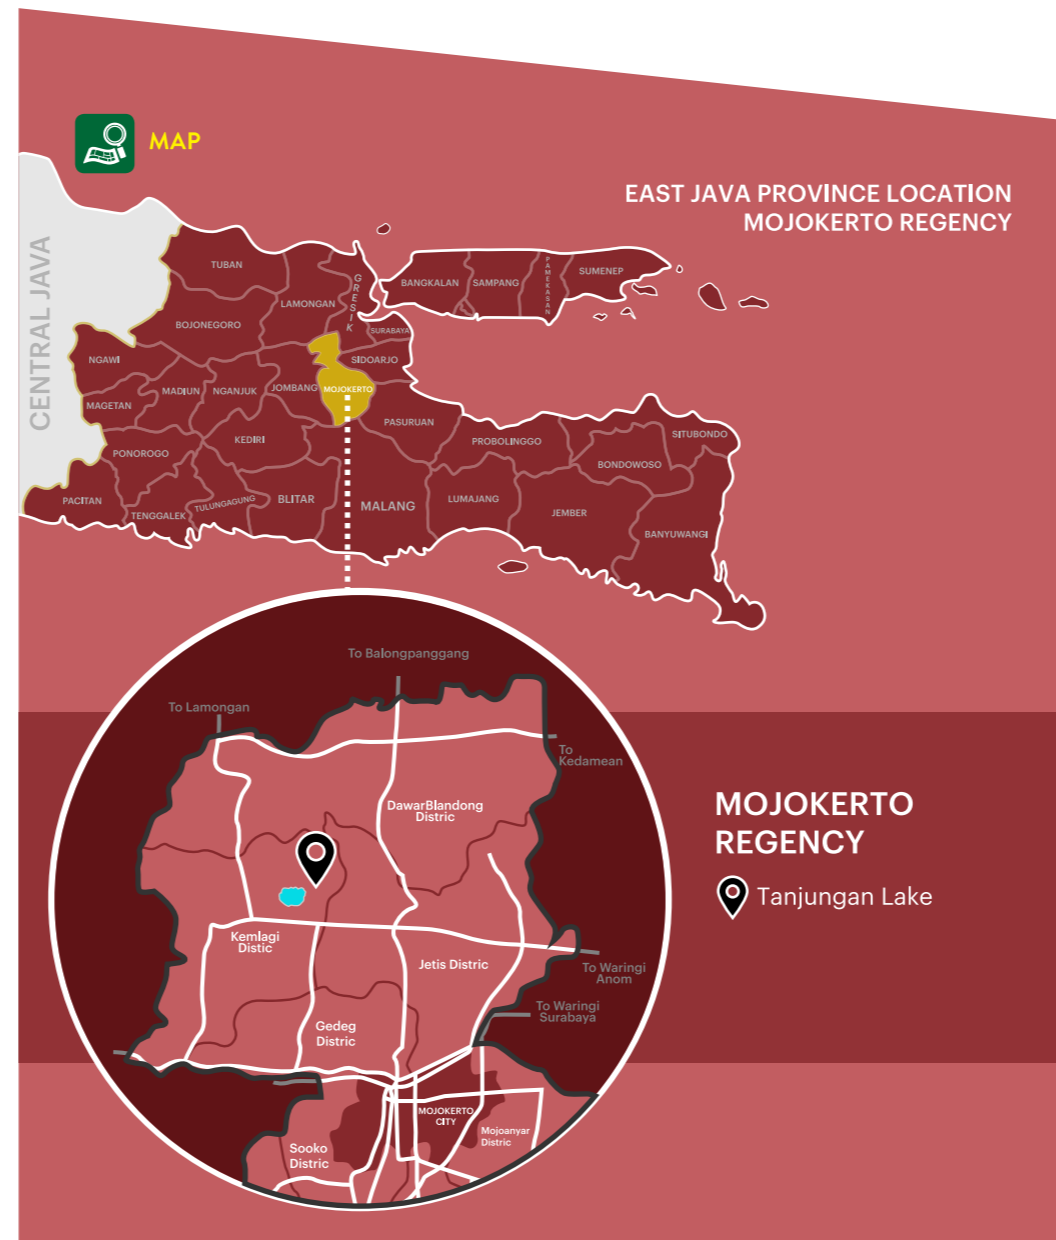 MAP
EAST JAVA PROVINCE LOCATION
MOJOKERTO REGENCY
CENTRAL JAVA
TUBAN
LAMONGAN
GRESIK
BANGKALAN
SAMPANG
PAMEKASAN
SUMENEP
BOJONEGORO
SURABAYA
NGAWI
SIDOARJO
MADIUN
NGANJUK
JOMBANG
MOJOKERTO
MAGETAN
PASURUAN
KEDIRI
PROBOLINGGO
SITUBONDO
PONOROGO
BONDOWOSO
PACITAN
TENGGALEK
TULUNGAGUNG
BLITAR
MALANG
LUMAJANG
JEMBER
BANYUWANGI
To Balongpanggang
To Lamongan
To
Kedamean
DawarBlandong
Distric
Kemlagi
Distic
Jetis Distric
To Waringi
Anom
To Waringi
Surabaya
Gedeg
Distric
MOJOKERTO
CITY
Mojoanyar
Distric
Sooko
Distric
MOJOKERTO
REGENCY
Tanjungan Lake